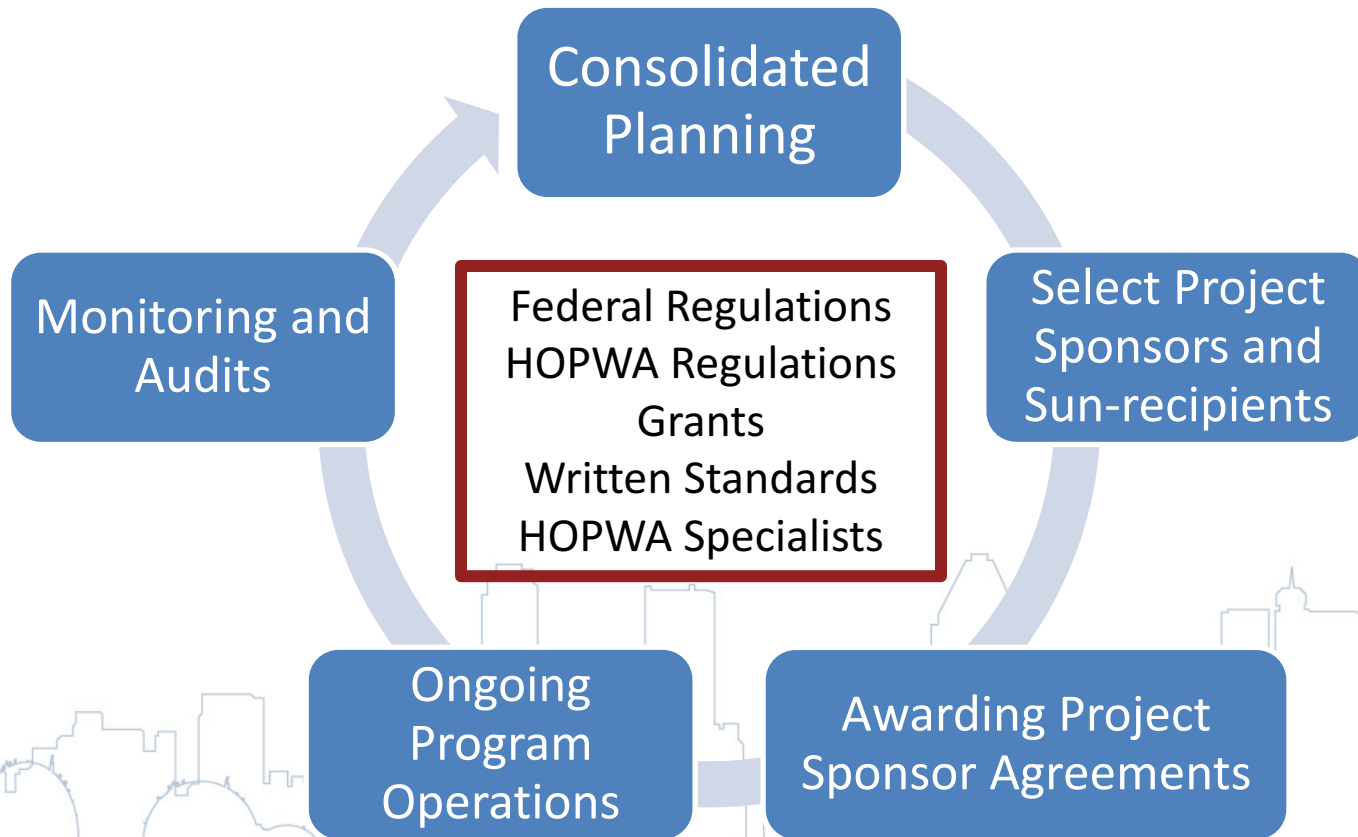 Consolidated
Planning
Select Project
Sponsors and
Sun-recipients
Awarding Project
Sponsor Agreements
Ongoing
Program
Operations
Monitoring and
Audits
Federal Regulations
HOPWA Regulations
Grants
Written Standards
HOPWA Specialists